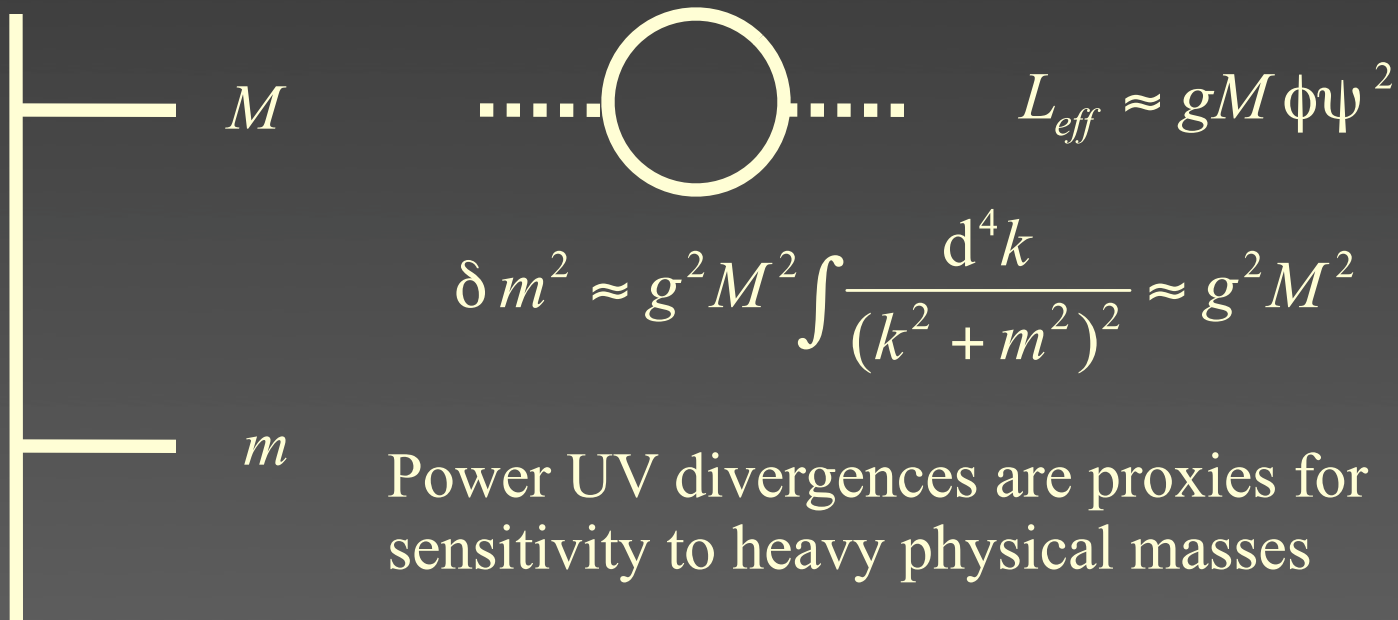 M
L_eff ≈ gM ϕψ²
δm² ≈ g²M² ∫ d⁴k / (k² + m²)² ≈ g²M²
m
Power UV divergences are proxies for
sensitivity to heavy physical masses